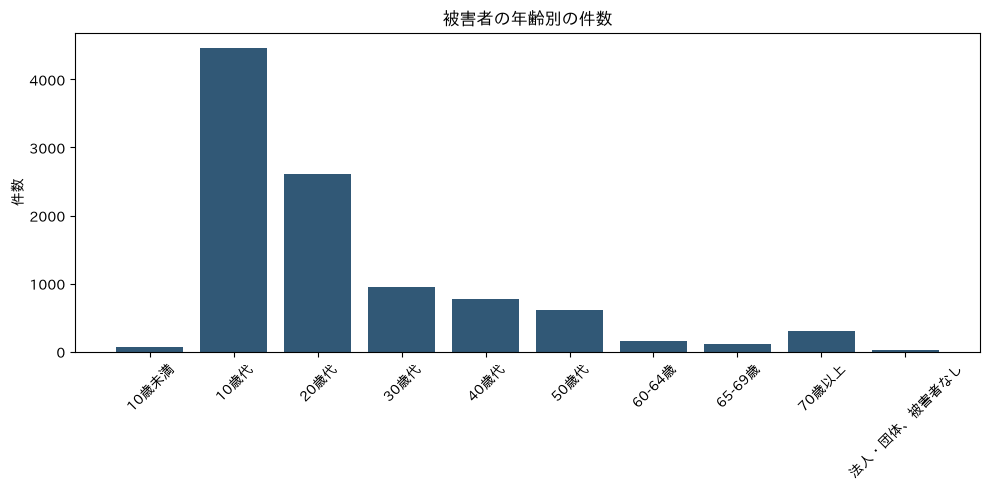 被害者の年齢別の件数
件数
4000
3000
2000
1000
0
10歳未満
10歳代
20歳代
30歳代
40歳代
50歳代
60-64歳
65-69歳
70歳以上
法人・団体、被害者なし